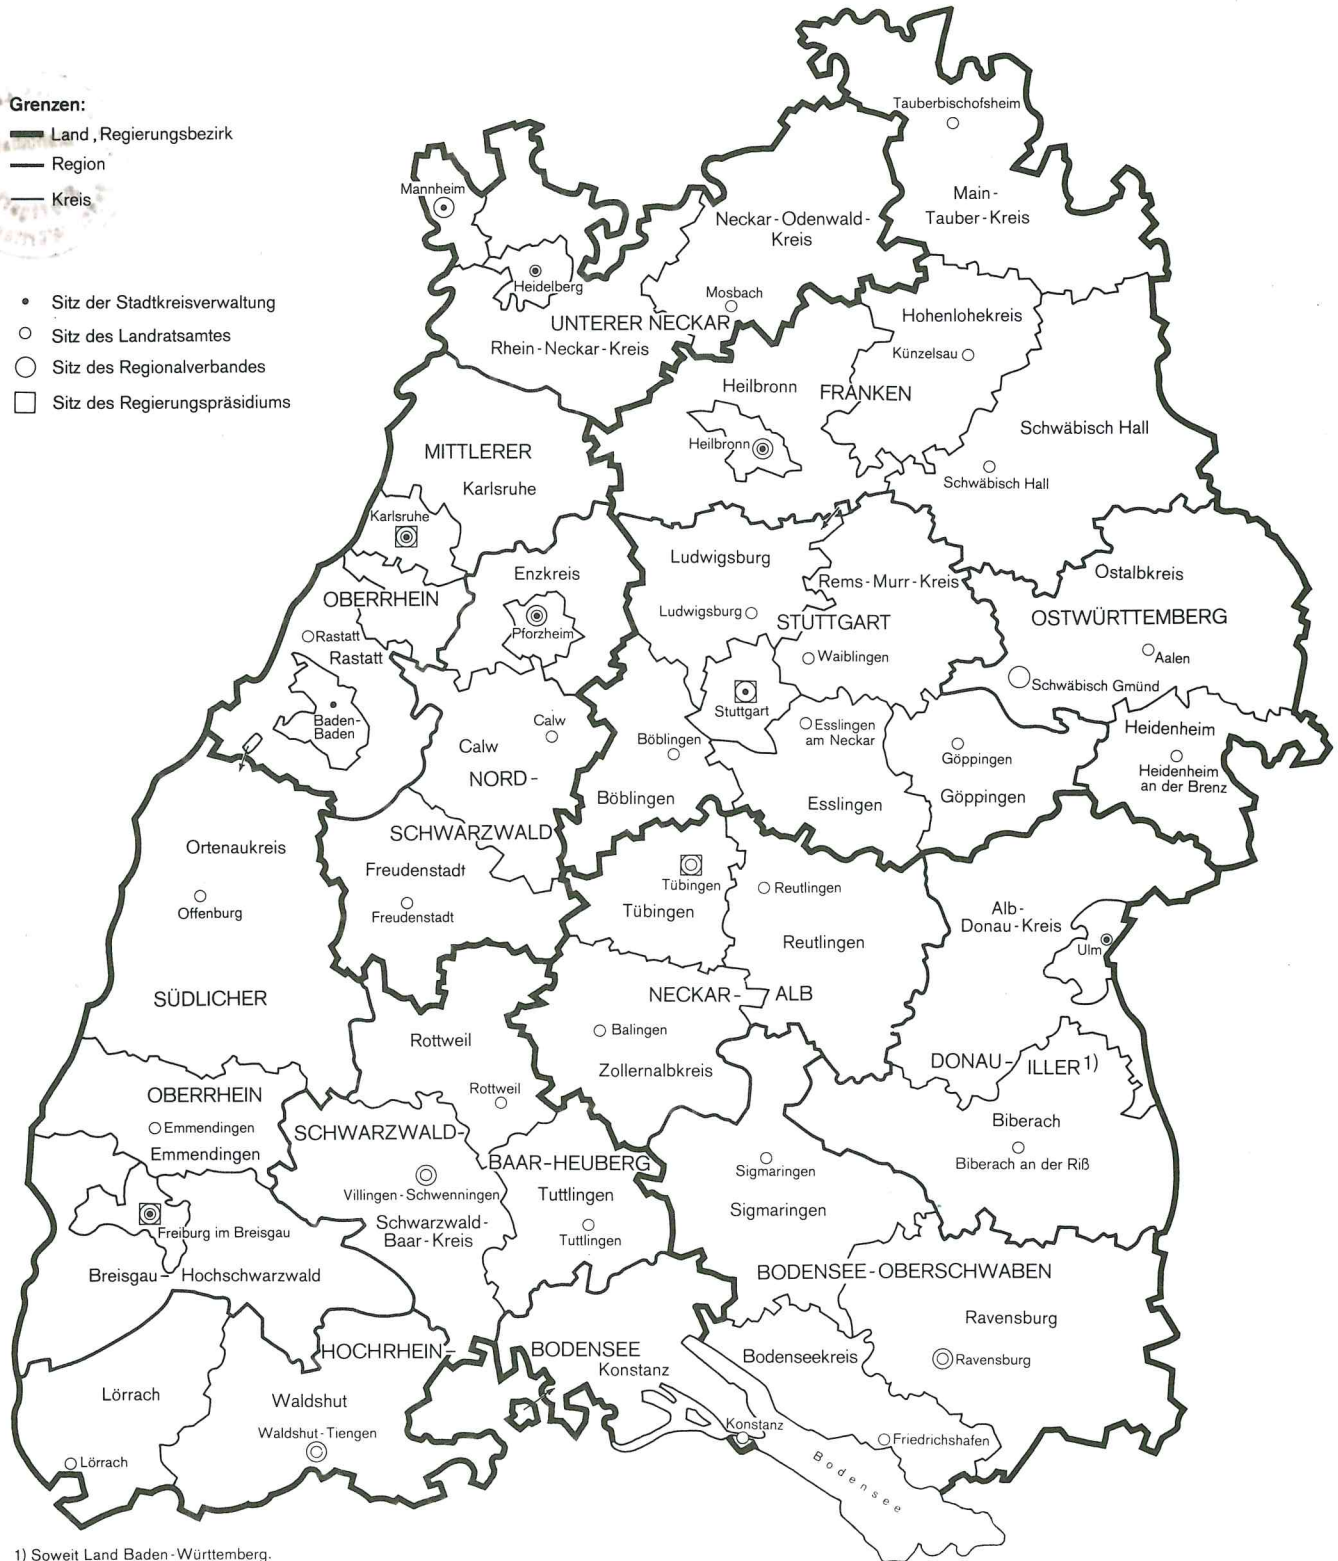 Grenzen:
Land, Regierungsbezirk
Region
Kreis
Sitz der Stadtkreisverwaltung
Sitz des Landratsamtes
Sitz des Regionalverbandes
Sitz des Regierungspräsidiums
Tauberbischofsheim
Main-
Tauber-Kreis
Mannheim
Neckar-Odenwald-
Kreis
Heidelberg
Mosbach
UNTERER NECKAR
Rhein-Neckar-Kreis
Hohenlohekreis
Künzelsau
Heilbronn
FRANKEN
Heilbronn
Schwäbisch Hall
Schwäbisch Hall
MITTLERER
Karlsruhe
Karlsruhe
Enzkreis
Pforzheim
OBERRHEIN
Rastatt
Rastatt
Baden-
Baden
Ludwigsburg
Ludwigsburg
Rems-Murr-Kreis
STUTTGART
Waiblingen
Stuttgart
Ostalbkreis
OSTWÜRTTEMBERG
Aalen
Schwäbisch Gmünd
Heidenheim
Heidenheim
an der Brenz
Calw
Calw
NORD-
SCHWARZWALD
Böblingen
Böblingen
Esslingen
am Neckar
Esslingen
Göppingen
Göppingen
Ortenaukreis
Offenburg
Freudenstadt
Freudenstadt
Tübingen
Tübingen
Reutlingen
Reutlingen
Alb-
Donau-Kreis
Ulm
SÜDLICHER
NECKAR-ALB
Rottweil
Balingen
Zollernalbkreis
DONAU-ILLER 1)
OBERRHEIN
Emmendingen
Emmendingen
Rottweil
SCHWARZWALD-
BAAR-HEUBERG
Villingen-Schwenningen
Schwarzwald-
Baar-Kreis
Tuttlingen
Tuttlingen
Sigmaringen
Sigmaringen
Biberach
Biberach an der Riß
Freiburg im Breisgau
Breisgau-Hochschwarzwald
BODENSEE-OBERSCHWABEN
Ravensburg
Ravensburg
HOCHRHEIN-
BODENSEE
Konstanz
Bodenseekreis
Lörrach
Waldshut
Waldshut-Tiengen
Lörrach
Konstanz
Friedrichshafen
Bodensee
1) Soweit Land Baden-Württemberg.